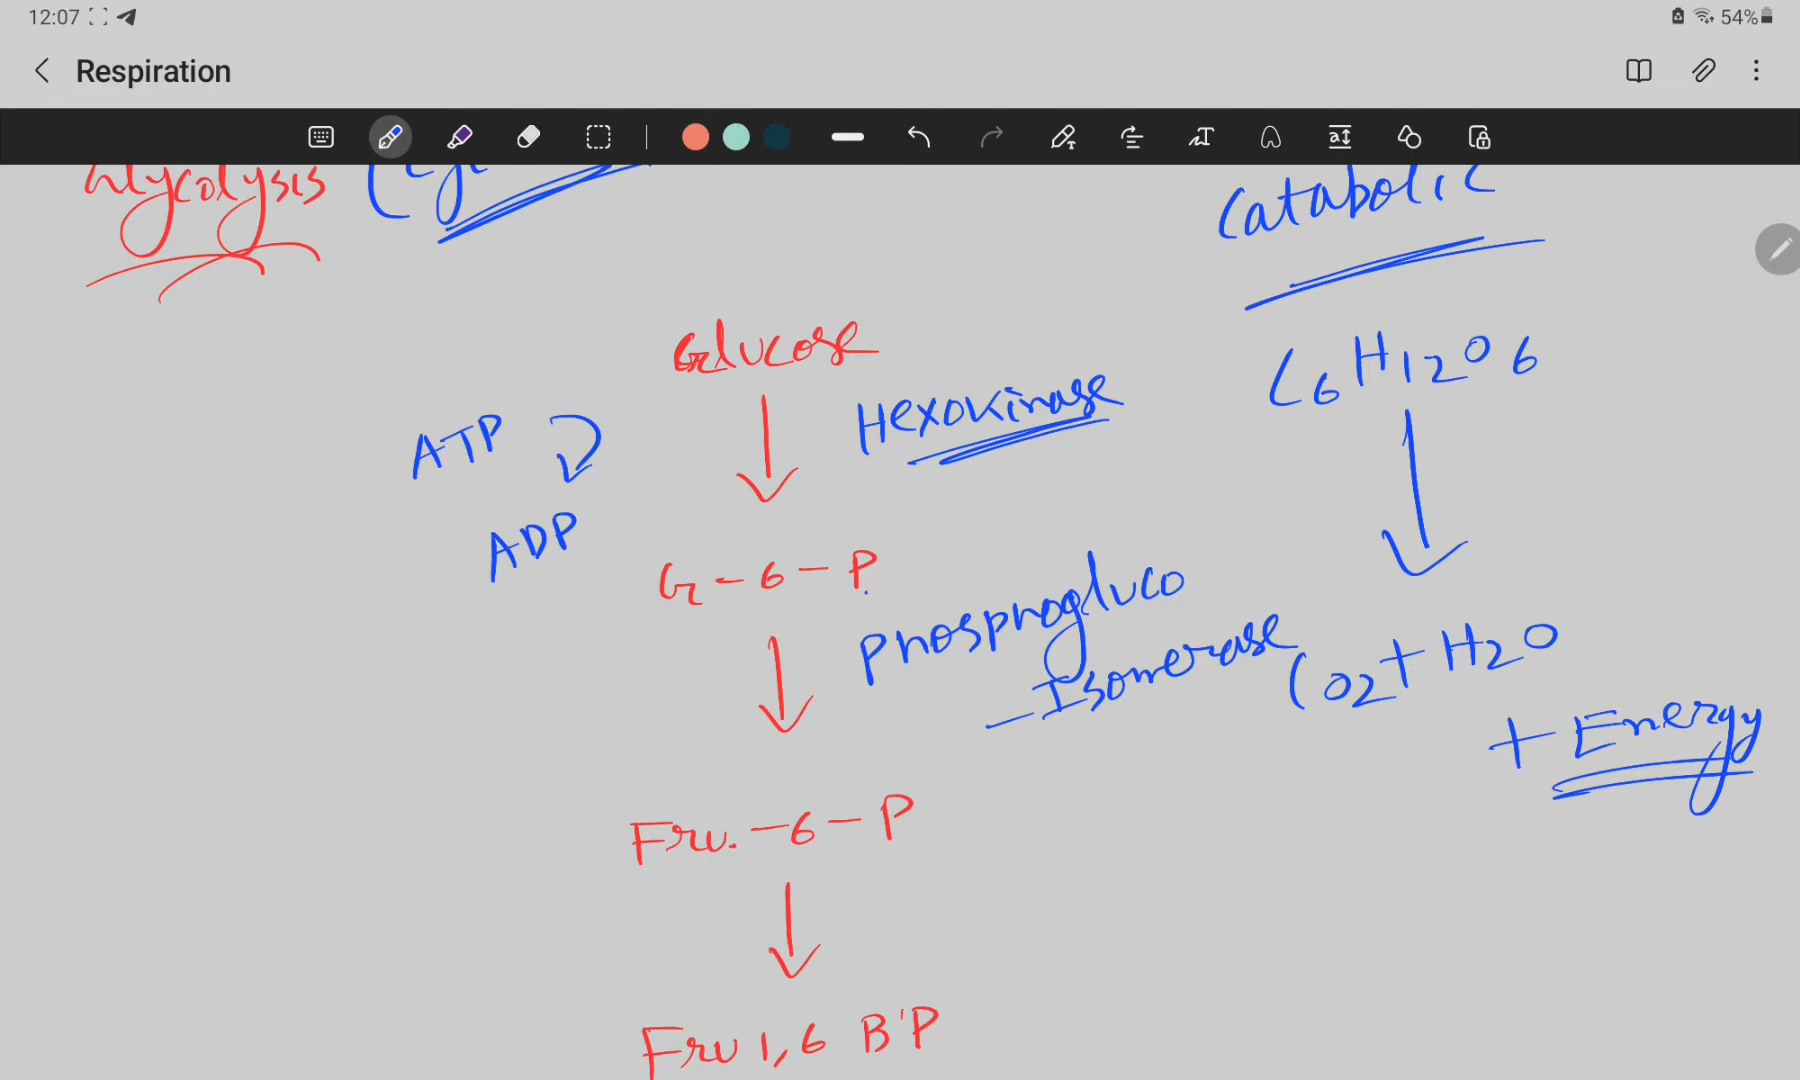 12:07 54%
Respiration
Glycolysis
Catabolic
Glucose
Hexokinase
C6H12O6
ATP
ADP
G-6-P
Phosphogluco
-Isomerase
CO2+H2O
+Energy
Fru.-6-P
Fru 1,6 BP